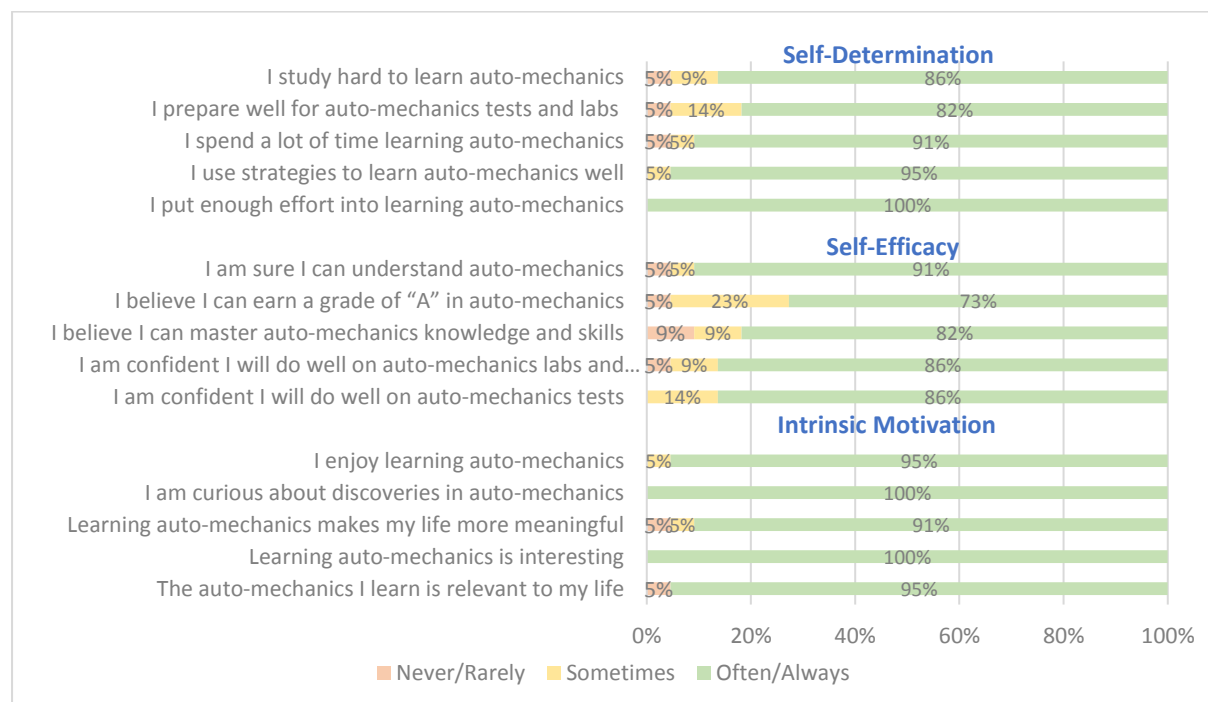 Self-Determination
I study hard to learn auto-mechanics 5% 9% 86%
I prepare well for auto-mechanics tests and labs 5% 14% 82%
I spend a lot of time learning auto-mechanics 5% 5% 91%
I use strategies to learn auto-mechanics well 5% 95%
I put enough effort into learning auto-mechanics 100%
Self-Efficacy
I am sure I can understand auto-mechanics 5% 5% 91%
I believe I can earn a grade of “A” in auto-mechanics 5% 23% 73%
I believe I can master auto-mechanics knowledge and skills 9% 9% 82%
I am confident I will do well on auto-mechanics labs and... 5% 9% 86%
I am confident I will do well on auto-mechanics tests 14% 86%
Intrinsic Motivation
I enjoy learning auto-mechanics 5% 95%
I am curious about discoveries in auto-mechanics 100%
Learning auto-mechanics makes my life more meaningful 5% 5% 91%
Learning auto-mechanics is interesting 100%
The auto-mechanics I learn is relevant to my life 5% 95%
0% 20% 40% 60% 80% 100%
Never/Rarely Sometimes Often/Always